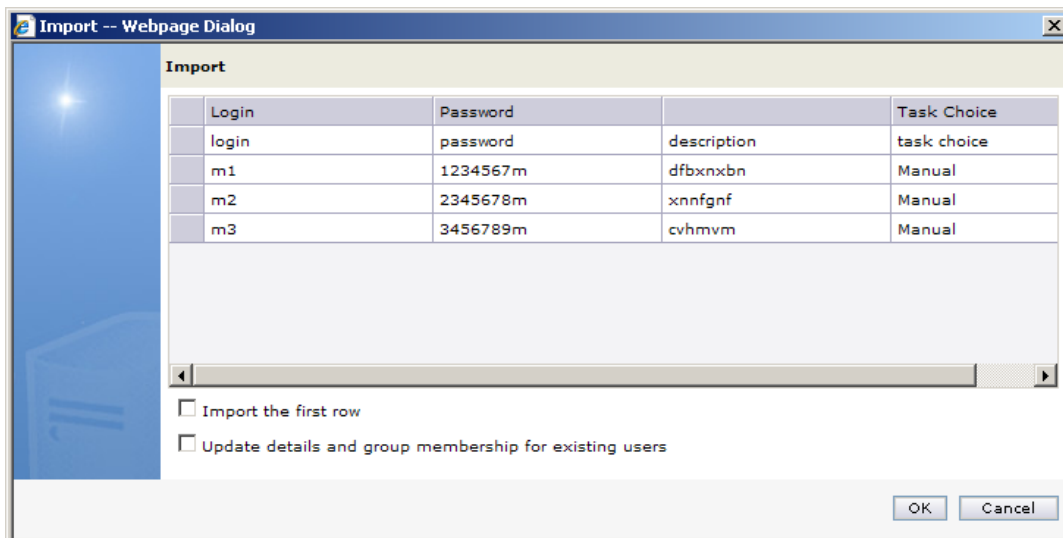 Import -- Webpage Dialog
Import
Login Password Task Choice
login password description task choice
m1 1234567m dfbxnxbn Manual
m2 2345678m xnnfgnf Manual
m3 3456789m cvhmvm Manual
Import the first row
Update details and group membership for existing users
OK Cancel